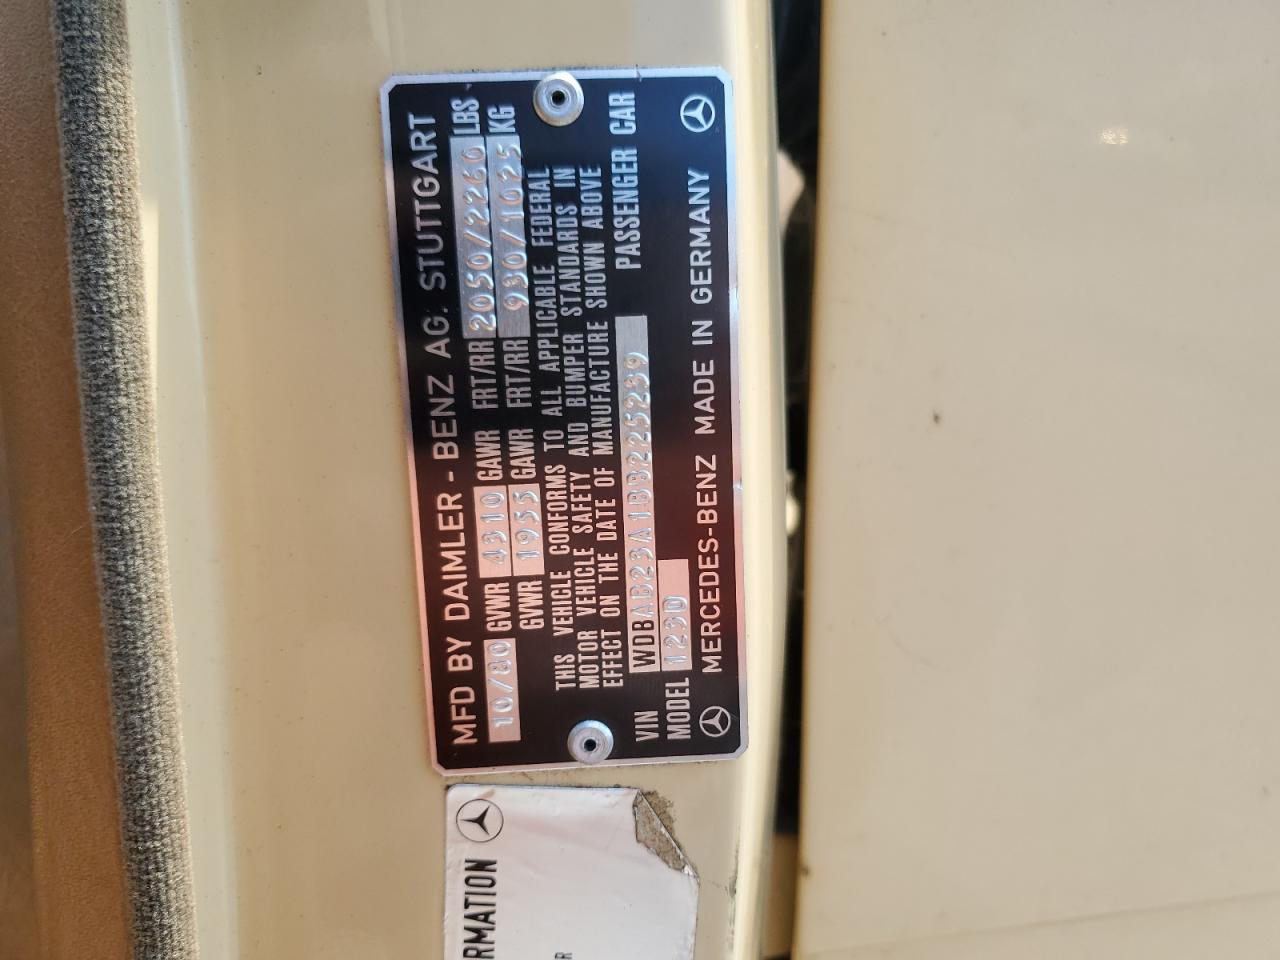 MFD BY DAIMLER - BENZ AG. STUTTGART
10/80 GVWR 4310 GAWR FRT/RR 2050/2260 LBS
GVWR 1955 GAWR FRT/RR 930/1025 KG
THIS VEHICLE CONFORMS TO ALL APPLICABLE FEDERAL
MOTOR VEHICLE SAFETY AND BUMPER STANDARDS IN
EFFECT ON THE DATE OF MANUFACTURE SHOWN ABOVE
VIN WDBAB23A1BB225239 PASSENGER CAR
MODEL 123D
MERCEDES-BENZ MADE IN GERMANY
RMATION
R